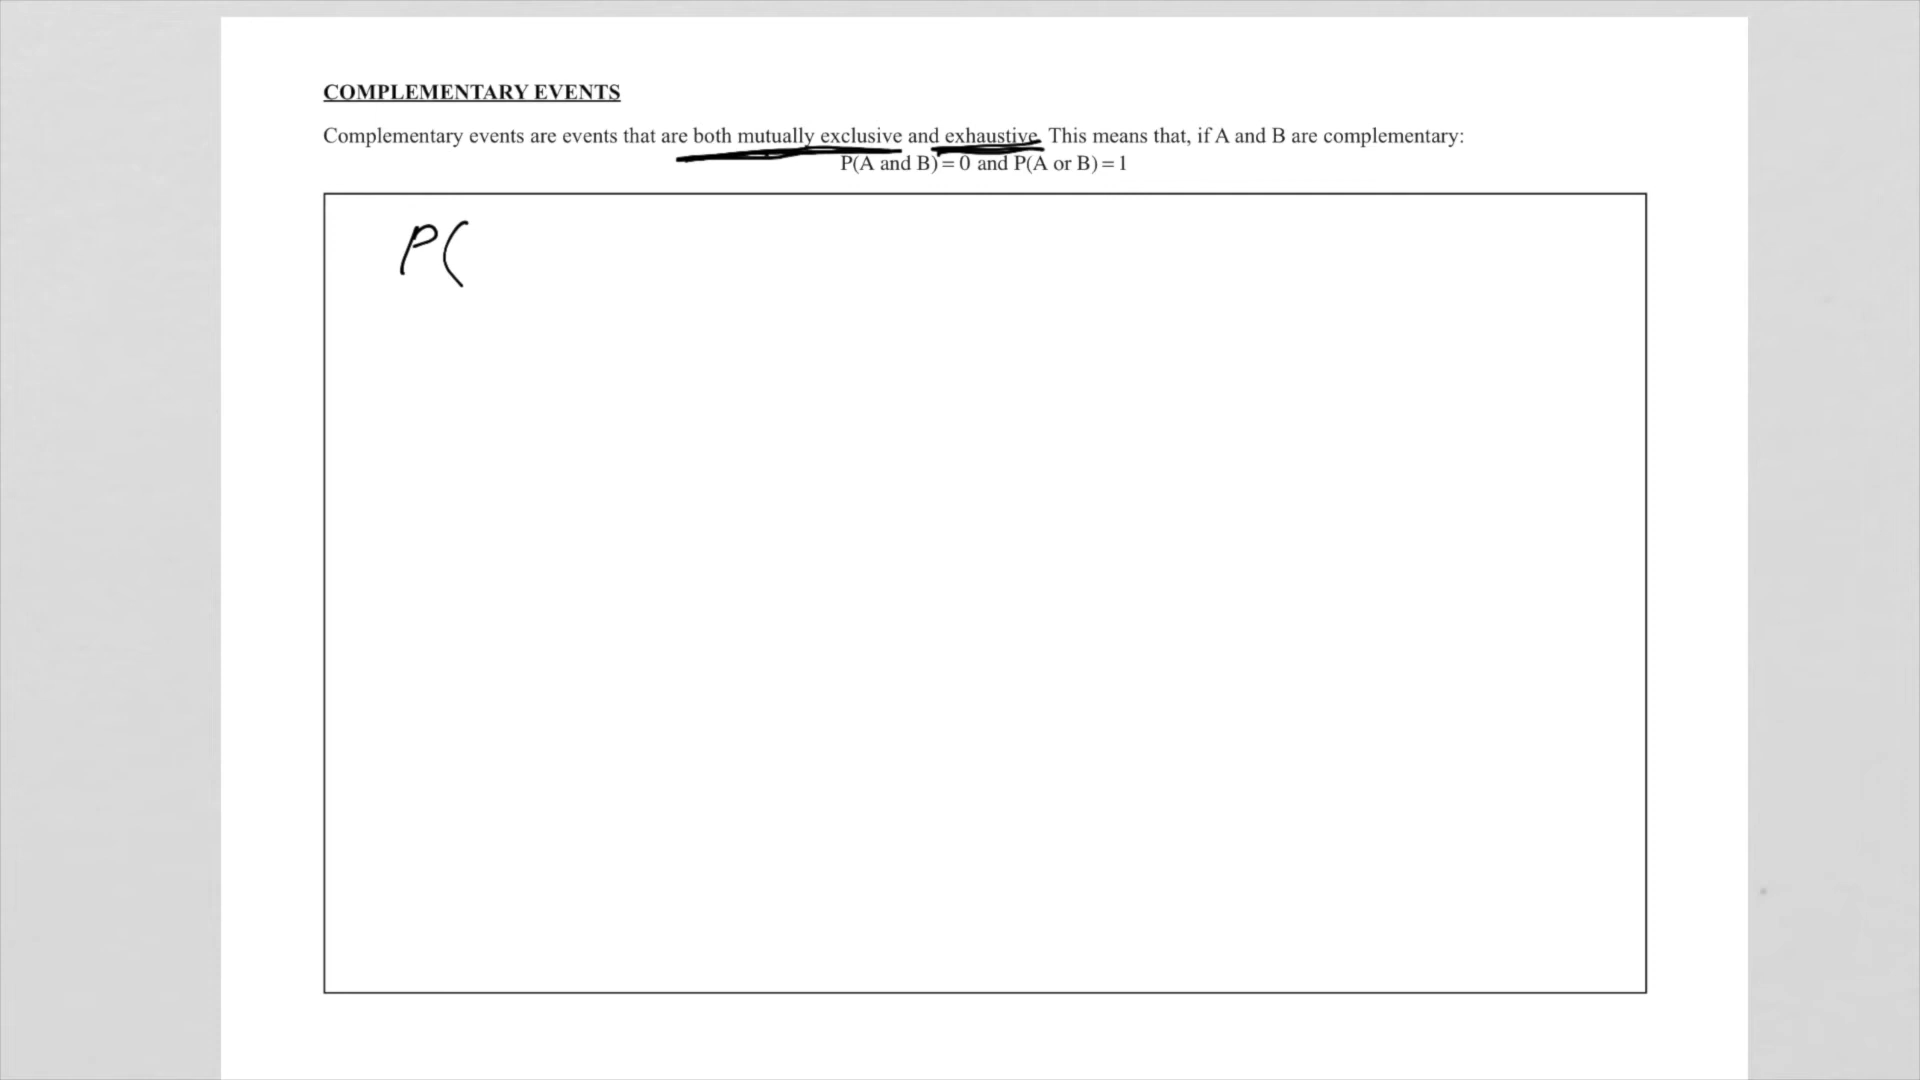 COMPLEMENTARY EVENTS
Complementary events are events that are both mutually exclusive and exhaustive. This means that, if A and B are complementary:
P(A and B) = 0 and P(A or B) = 1
P(